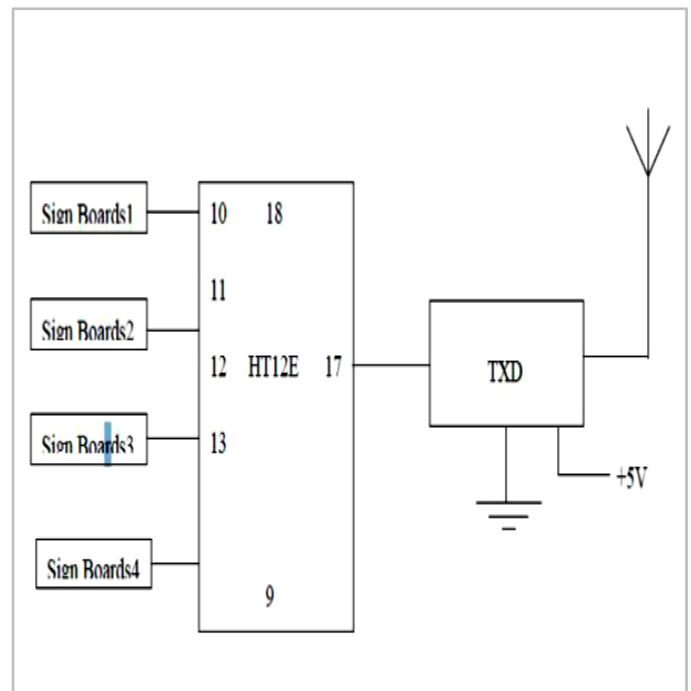 Sign Boards1
10 18
11
Sign Boards2
12 HT12E 17
TXD
Sign Boards3
13
+5V
Sign Boards4
9